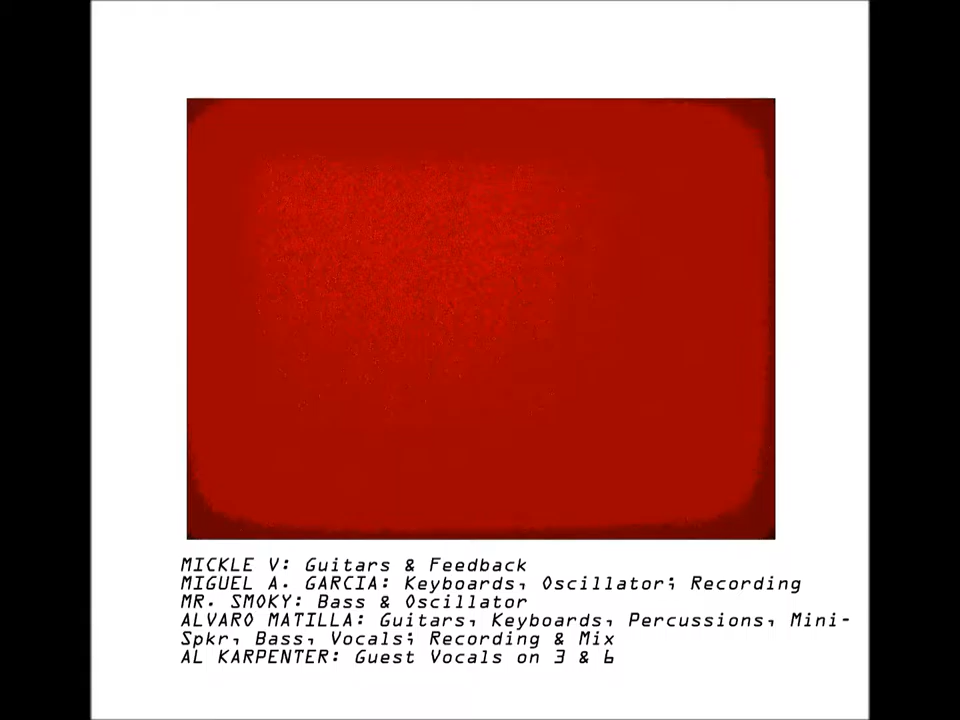 MICKLE V: Guitars & Feedback
MIGUEL A. GARCIA: Keyboards, Oscillator; Recording
MR. SMOKY: Bass & Oscillator
ALVARO MATILLA: Guitars, Keyboards, Percussions, Mini-
Spkr, Bass, Vocals; Recording & Mix
AL KARPENTER: Guest Vocals on 3 & 6